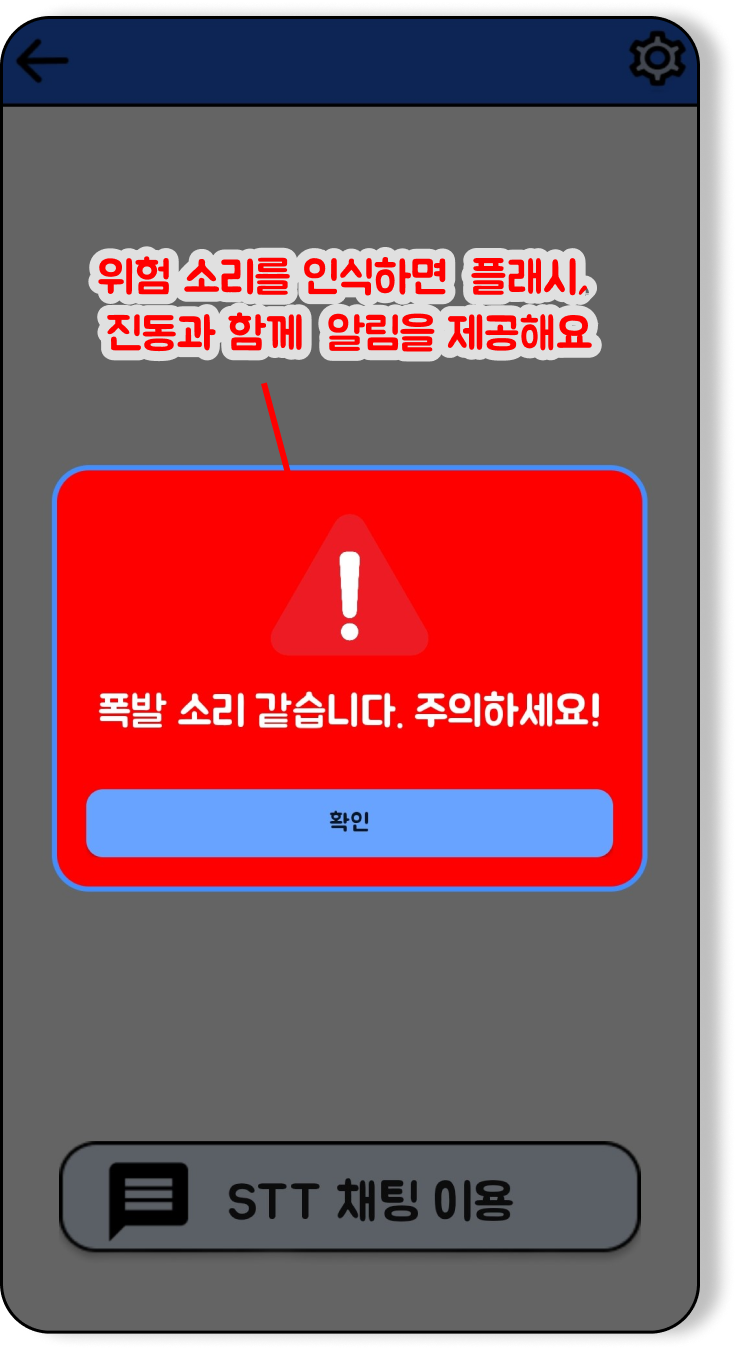 위험 소리를 인식하면 플래시,
진동과 함께 알림을 제공해요
!
폭발 소리 같습니다. 주의하세요!
확인
STT 채팅 이용